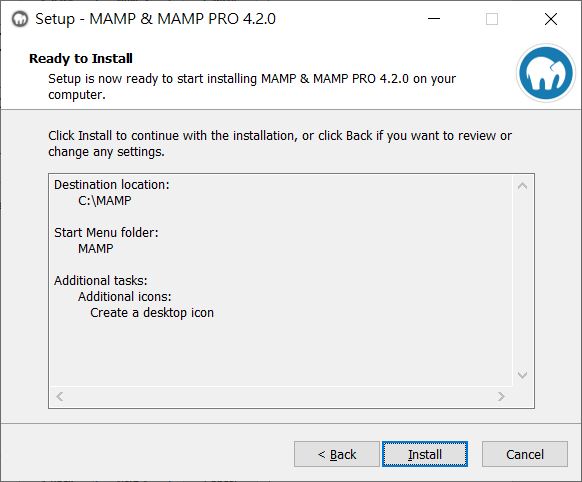 Setup - MAMP & MAMP PRO 4.2.0
Ready to Install
Setup is now ready to start installing MAMP & MAMP PRO 4.2.0 on your
computer.
Click Install to continue with the installation, or click Back if you want to review or
change any settings.
Destination location:
C:\MAMP
Start Menu folder:
MAMP
Additional tasks:
Additional icons:
Create a desktop icon
< Back
Install
Cancel